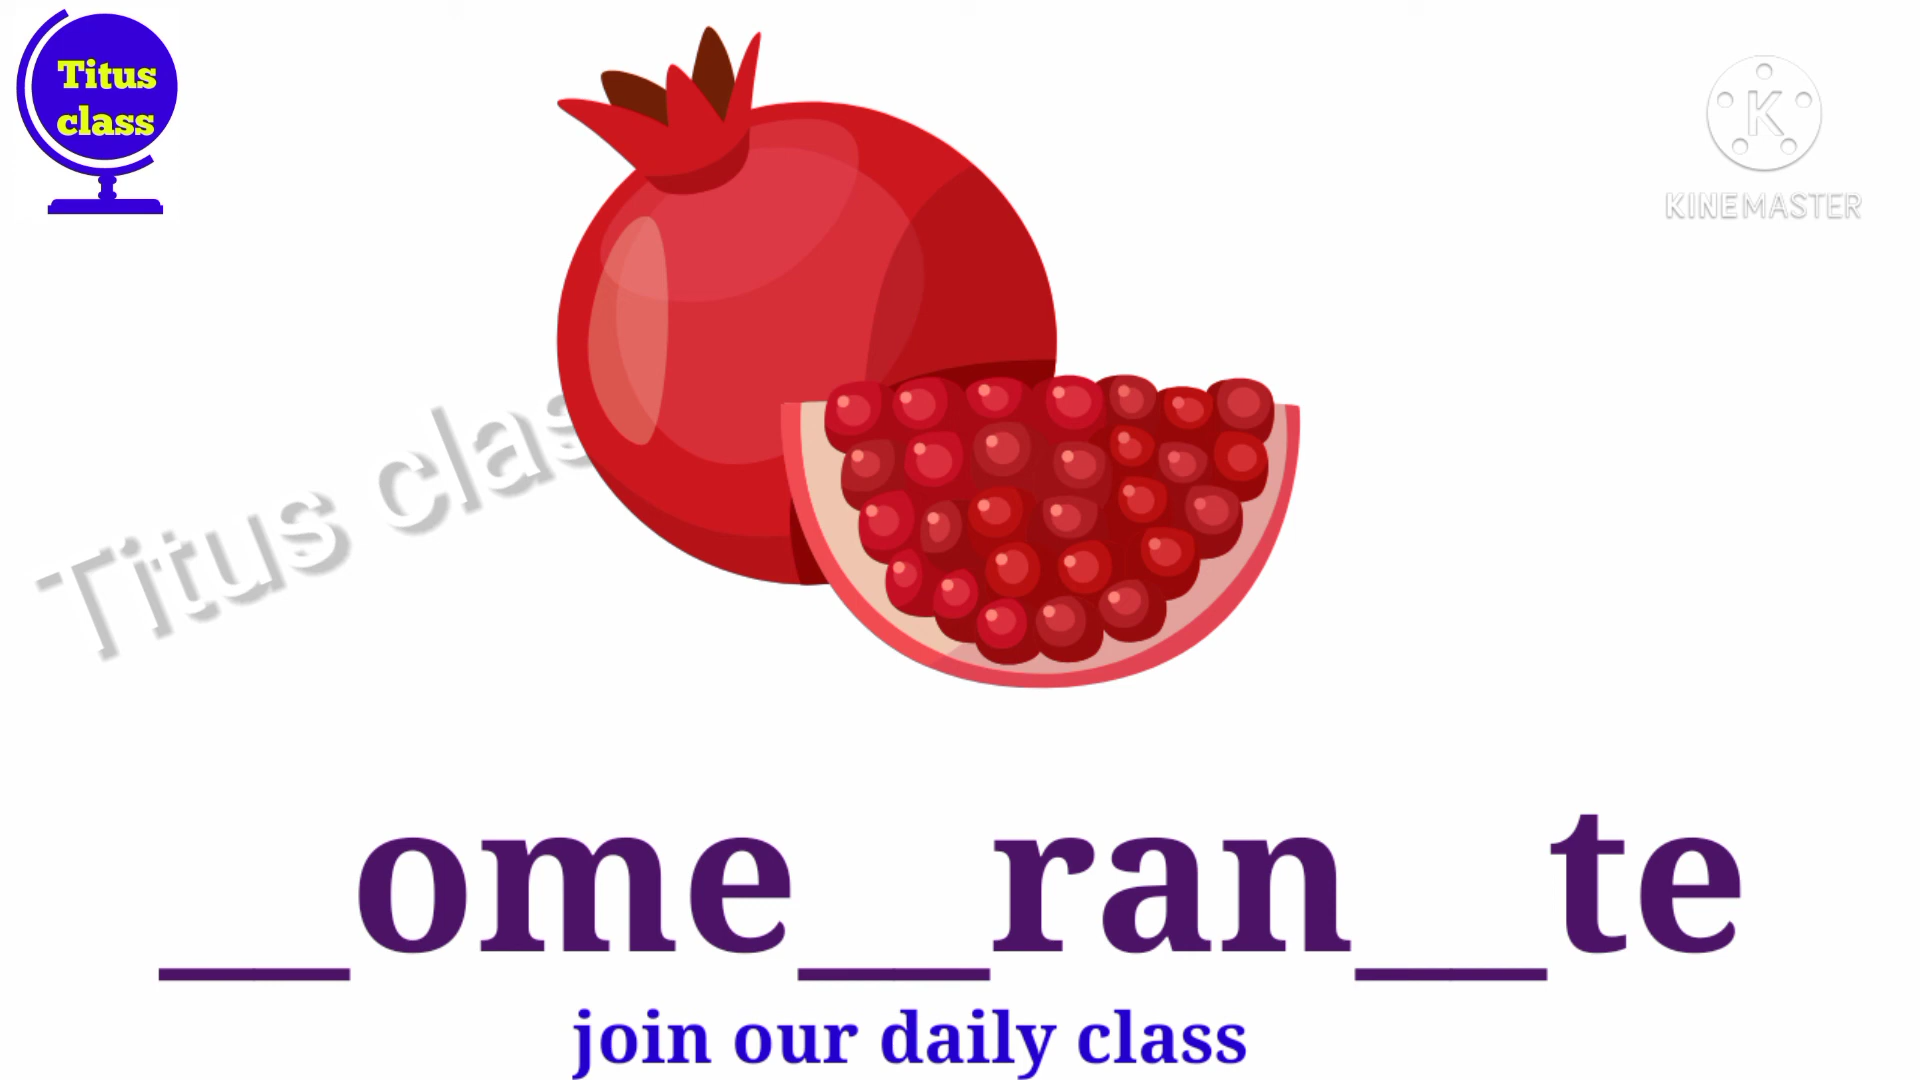 Titus
class
K
KINEMASTER
Titus clas
__ome__ran__te
join our daily class